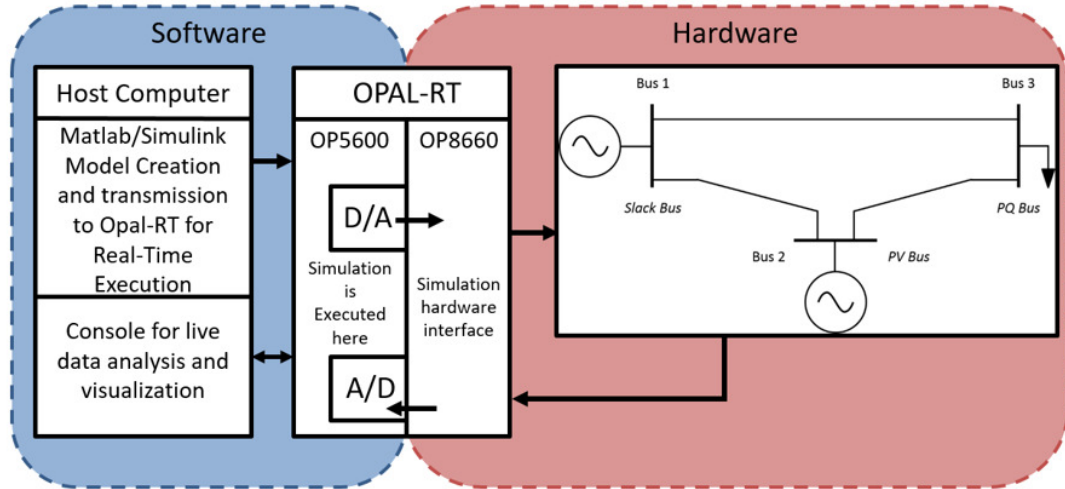 Software
Hardware
Host Computer
Matlab/Simulink
Model Creation
and transmission
to Opal-RT for
Real-Time
Execution
Console for live
data analysis and
visualization
OPAL-RT
OP5600
OP8660
D/A
Simulation
is
Executed
here
Simulation
hardware
interface
A/D
Bus 1
Bus 3
Slack Bus
PQ Bus
Bus 2
PV Bus